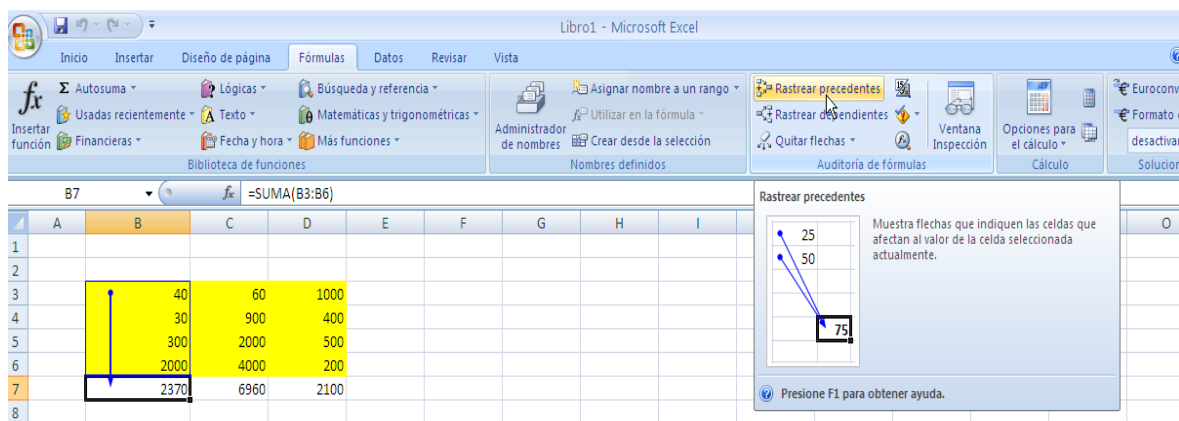 Libro1 - Microsoft Excel
Inicio Insertar Diseño de página Fórmulas Datos Revisar Vista
fx Insertar función
Σ Autosuma
Usadas recientemente
Financieras
Lógicas
Texto
Fecha y hora
Búsqueda y referencia
Matemáticas y trigonométricas
Más funciones
Biblioteca de funciones
Administrador de nombres
Asignar nombre a un rango
Utilizar en la fórmula
Crear desde la selección
Nombres definidos
Rastrear precedentes
Rastrear dependientes
Quitar flechas
Ventana Inspección
Auditoría de fórmulas
Opciones para el cálculo
Cálculo
Euroconv
Formato
desactivar
Solucion
B7 fx =SUMA(B3:B6)
A B C D E F G H I O
1
2
3 40 60 1000
4 30 900 400
5 300 2000 500
6 2000 4000 200
7 2370 6960 2100
8
Rastrear precedentes
25
50
75
Muestra flechas que indiquen las celdas que
afectan al valor de la celda seleccionada
actualmente.
Presione F1 para obtener ayuda.